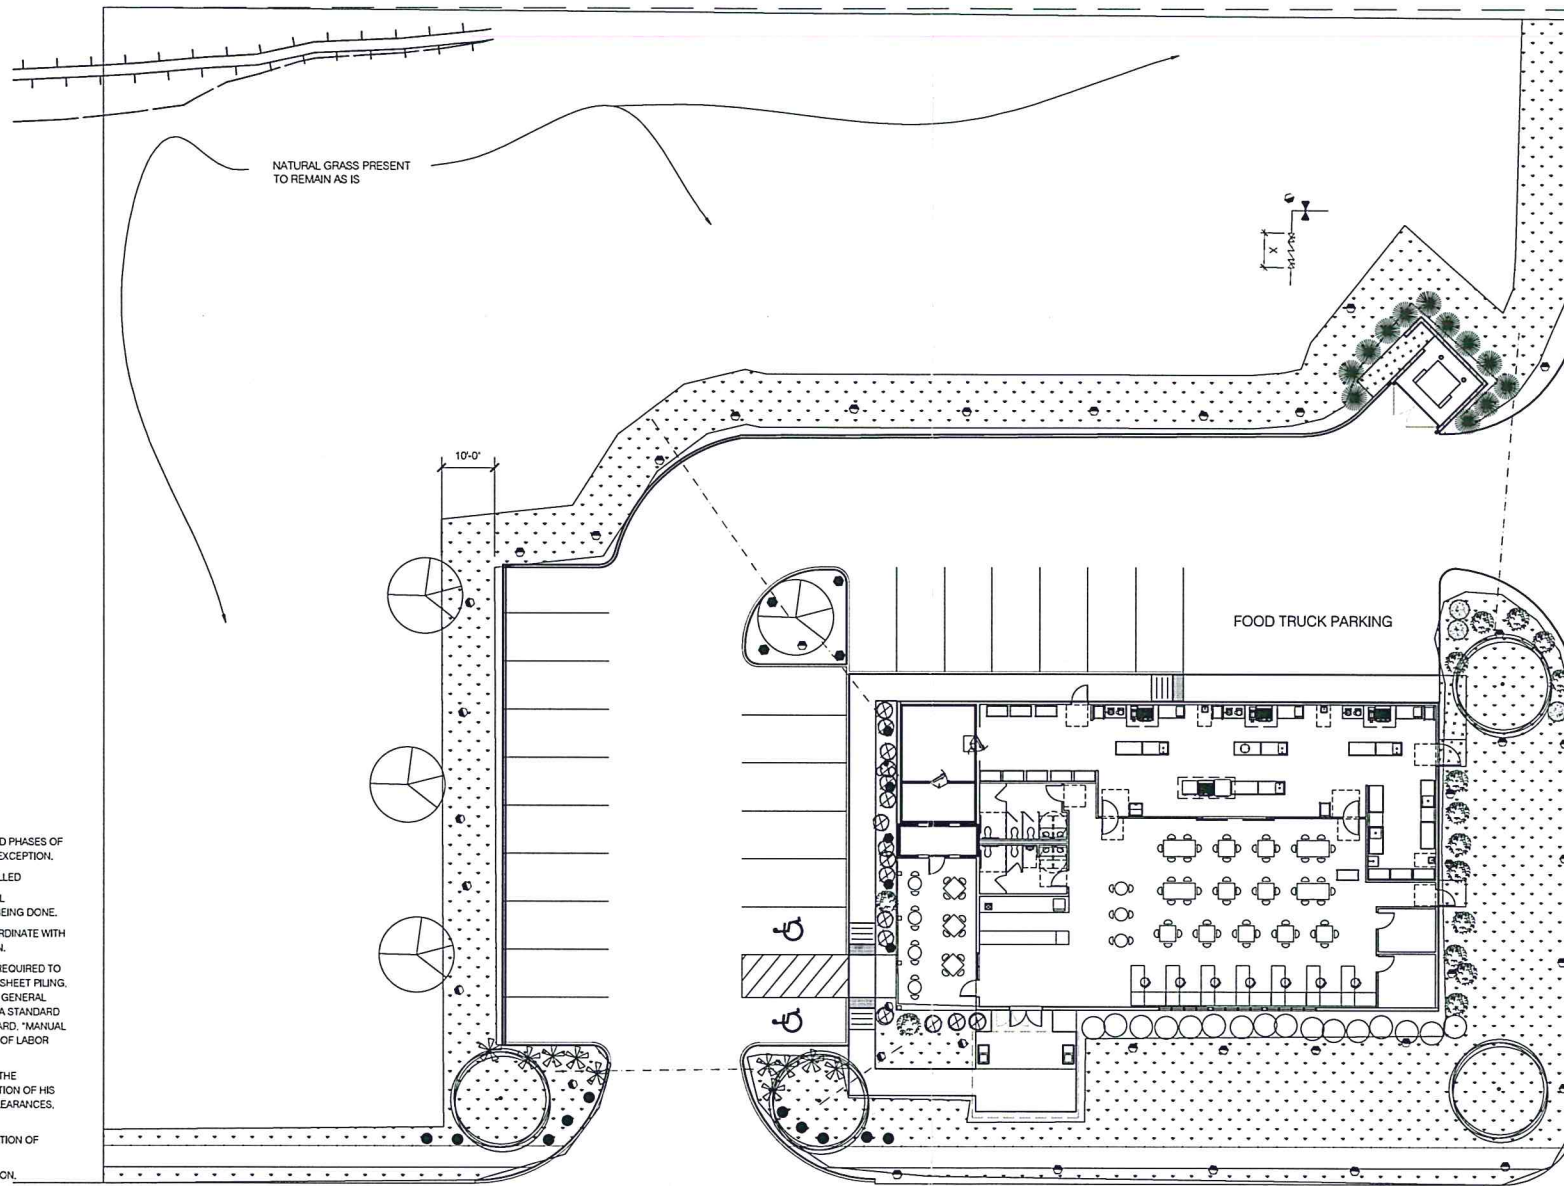 NATURAL GRASS PRESENT
TO REMAIN AS IS
X
10'-0"
FOOD TRUCK PARKING
D PHASES OF
EXCEPTION.
LLED
L
EING DONE.
RDINATE WITH
N.
REQUIRED TO
SHEET PILING,
GENERAL
A STANDARD
ARD, "MANUAL
OF LABOR
THE
TION OF HIS
EARANCES,
TION OF
ON.